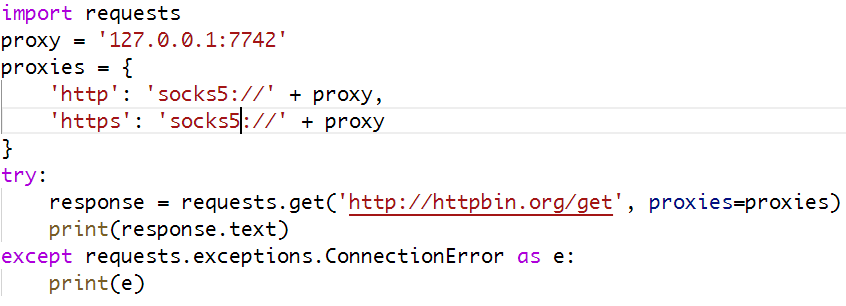 import requests
proxy = '127.0.0.1:7742'
proxies = {
    'http': 'socks5://' + proxy,
    'https': 'socks5://' + proxy
}
try:
    response = requests.get('http://httpbin.org/get', proxies=proxies)
    print(response.text)
except requests.exceptions.ConnectionError as e:
    print(e)